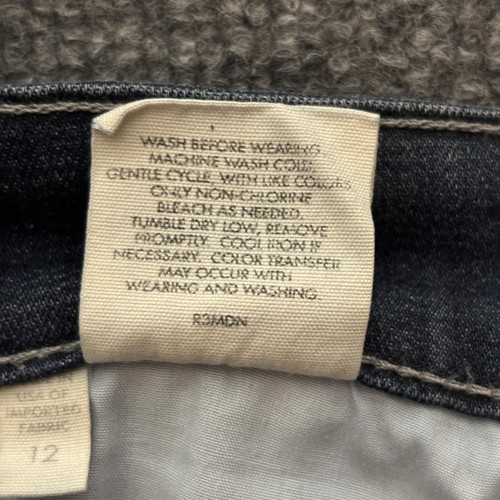 WASH BEFORE WEARING.
MACHINE WASH COLD,
GENTLE CYCLE, WITH LIKE COLORS.
ONLY NON-CHLORINE
BLEACH AS NEEDED.
TUMBLE DRY LOW, REMOVE
PROMPTLY. COOL IRON IF
NECESSARY. COLOR TRANSFER
MAY OCCUR WITH
WEARING AND WASHING.
R3MDN
USA OF
IMPORTED
FABRIC
12